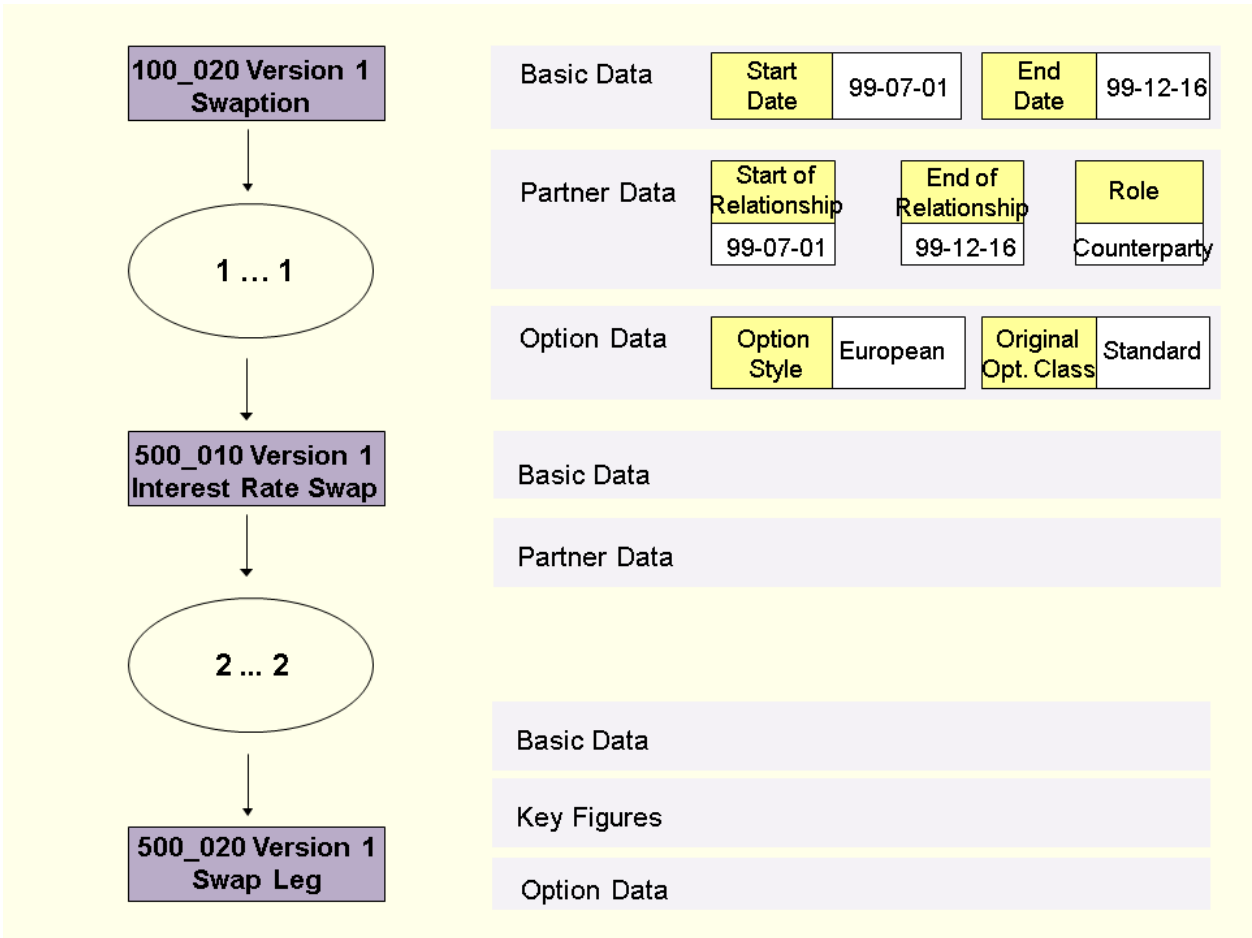 100_020 Version 1
Swaption
Basic Data
Start
Date
99-07-01
End
Date
99-12-16
Partner Data
Start of
Relationship
99-07-01
End of
Relationship
99-12-16
Role
Counterparty
1 … 1
Option Data
Option
Style
European
Original
Opt. Class
Standard
500_010 Version 1
Interest Rate Swap
Basic Data
Partner Data
2 ... 2
Basic Data
Key Figures
500_020 Version 1
Swap Leg
Option Data